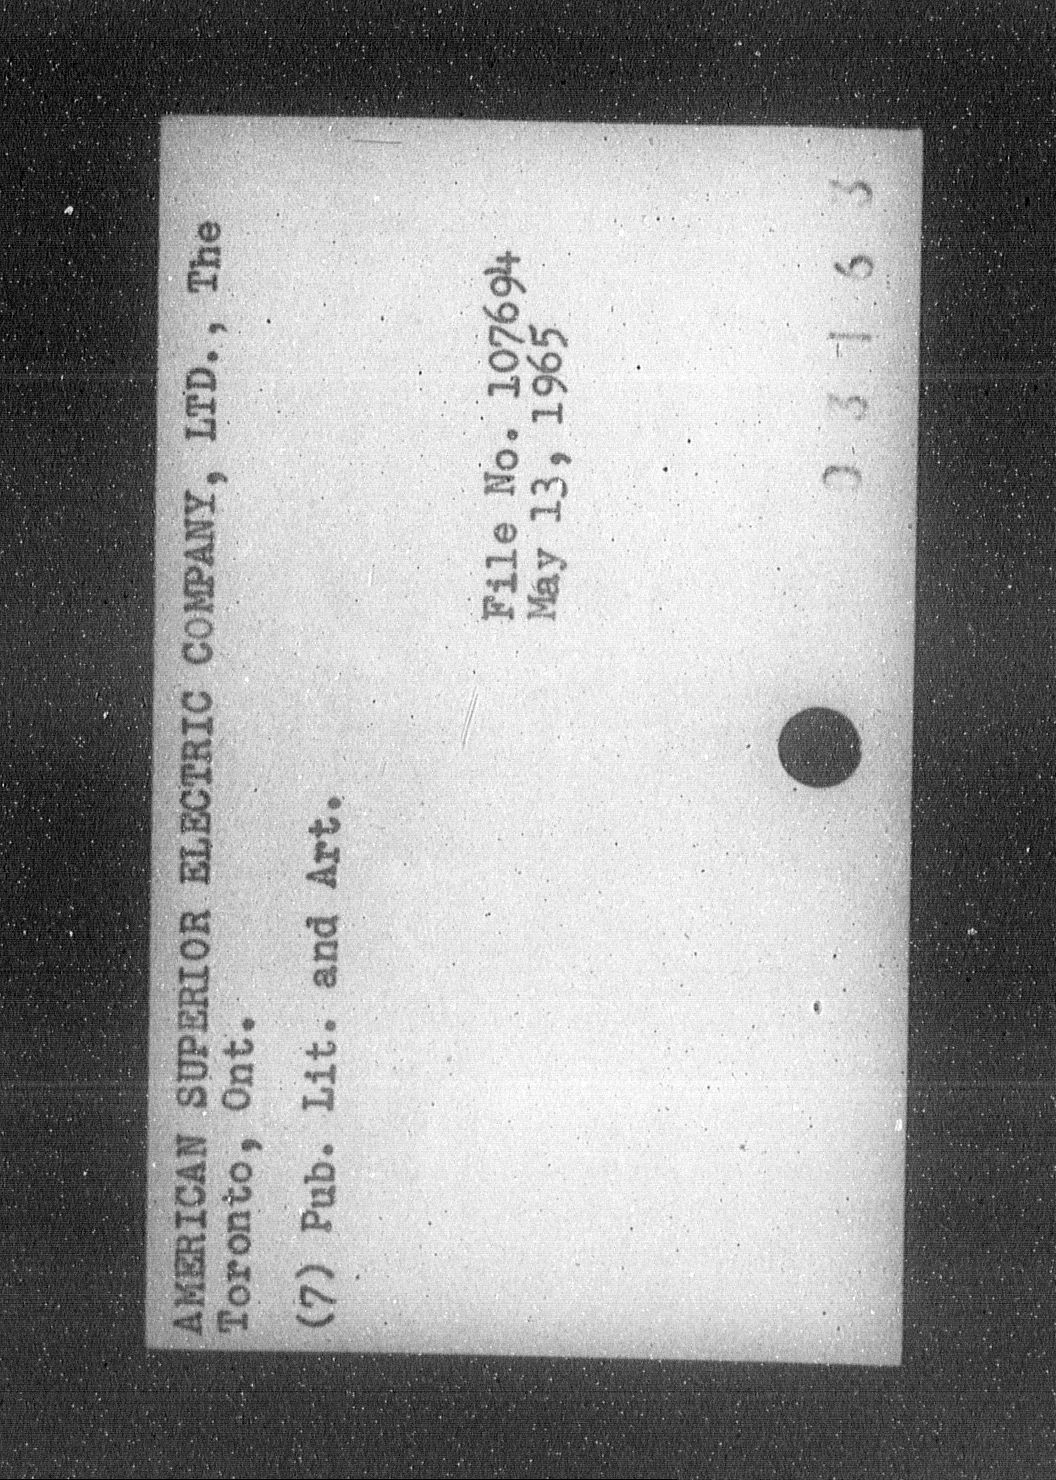 AMERICAN SUPERIOR ELECTRIC COMPANY, LTD., The
Toronto, Ont.
(7) Pub. Lit. and Art.
File No. 107694
May 13, 1965
03163